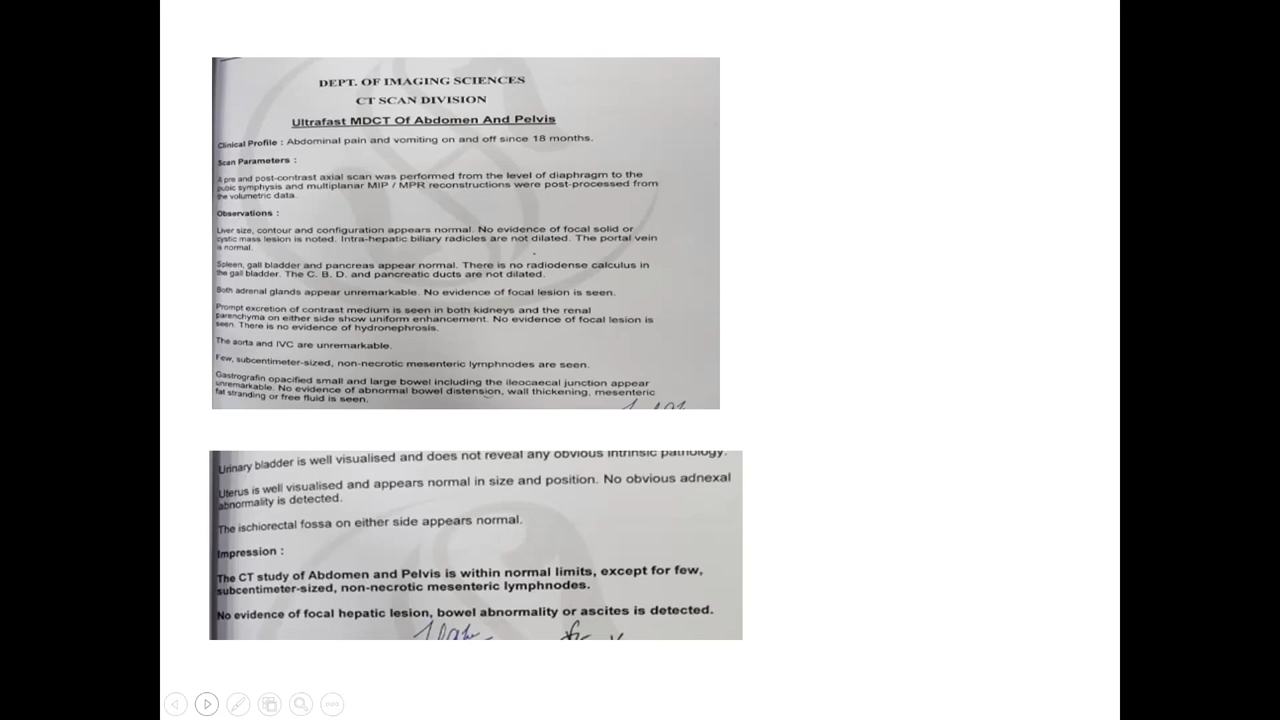 DEPT. OF IMAGING SCIENCES
CT SCAN DIVISION
Ultrafast MDCT Of Abdomen And Pelvis
Clinical Profile : Abdominal pain and vomiting on and off since 18 months.
Scan Parameters :
A pre and post-contrast axial scan was performed from the level of diaphragm to the
pubic symphysis and multiplanar MIP / MPR reconstructions were post-processed from
the volumetric data.
Observations :
Liver size, contour and configuration appears normal. No evidence of focal solid or
cystic mass lesion is noted. Intra-hepatic biliary radicles are not dilated. The portal vein
is normal.
Spleen, gall bladder and pancreas appear normal. There is no radiodense calculus in
the gall bladder. The C. B. D. and pancreatic ducts are not dilated.
Both adrenal glands appear unremarkable. No evidence of focal lesion is seen.
Prompt excretion of contrast medium is seen in both kidneys and the renal
parenchyma on either side show uniform enhancement. No evidence of focal lesion is
seen. There is no evidence of hydronephrosis.
The aorta and IVC are unremarkable.
Few, subcentimeter-sized, non-necrotic mesenteric lymphnodes are seen.
Gastrografin opacified small and large bowel including the ileocaecal junction appear
unremarkable. No evidence of abnormal bowel distension, wall thickening, mesenteric
fat stranding or free fluid is seen.
Urinary bladder is well visualised and does not reveal any obvious intrinsic pathology.
Uterus is well visualised and appears normal in size and position. No obvious adnexal
abnormality is detected.
The ischiorectal fossa on either side appears normal.
Impression :
The CT study of Abdomen and Pelvis is within normal limits, except for few,
subcentimeter-sized, non-necrotic mesenteric lymphnodes.
No evidence of focal hepatic lesion, bowel abnormality or ascites is detected.